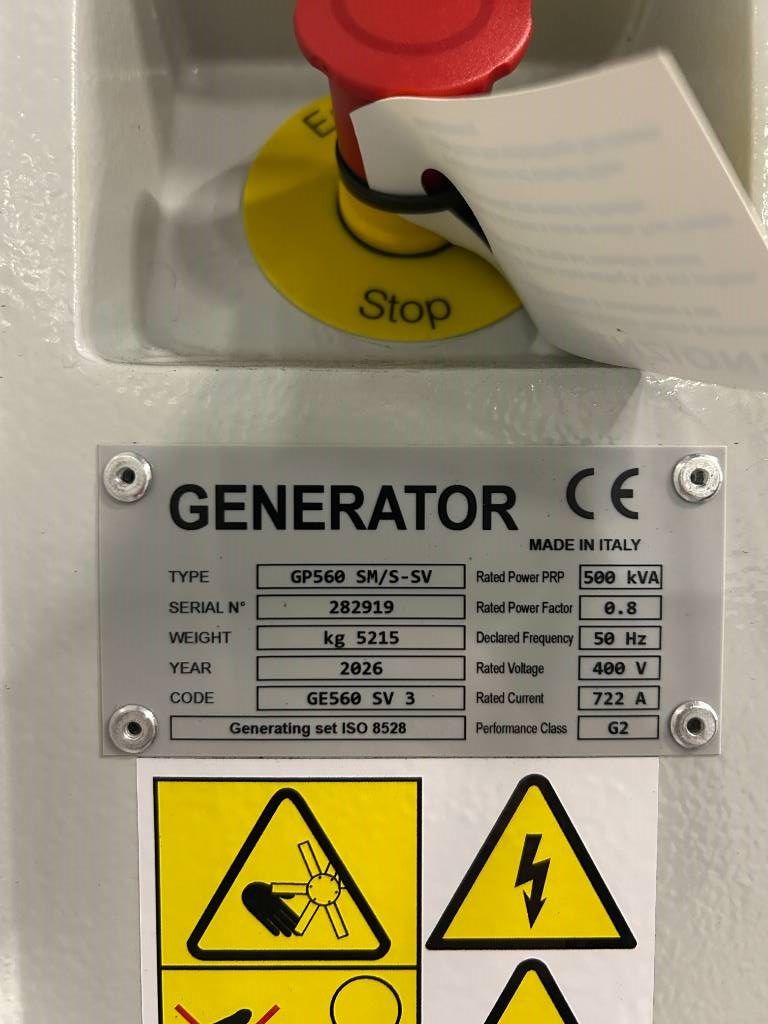 Stop
GENERATOR CE
MADE IN ITALY
TYPE GP560 SM/S-SV Rated Power PRP 500 kVA
SERIAL N° 282919 Rated Power Factor 0.8
WEIGHT kg 5215 Declared Frequency 50 Hz
YEAR 2026 Rated Voltage 400 V
CODE GE560 SV 3 Rated Current 722 A
Generating set ISO 8528 Performance Class G2